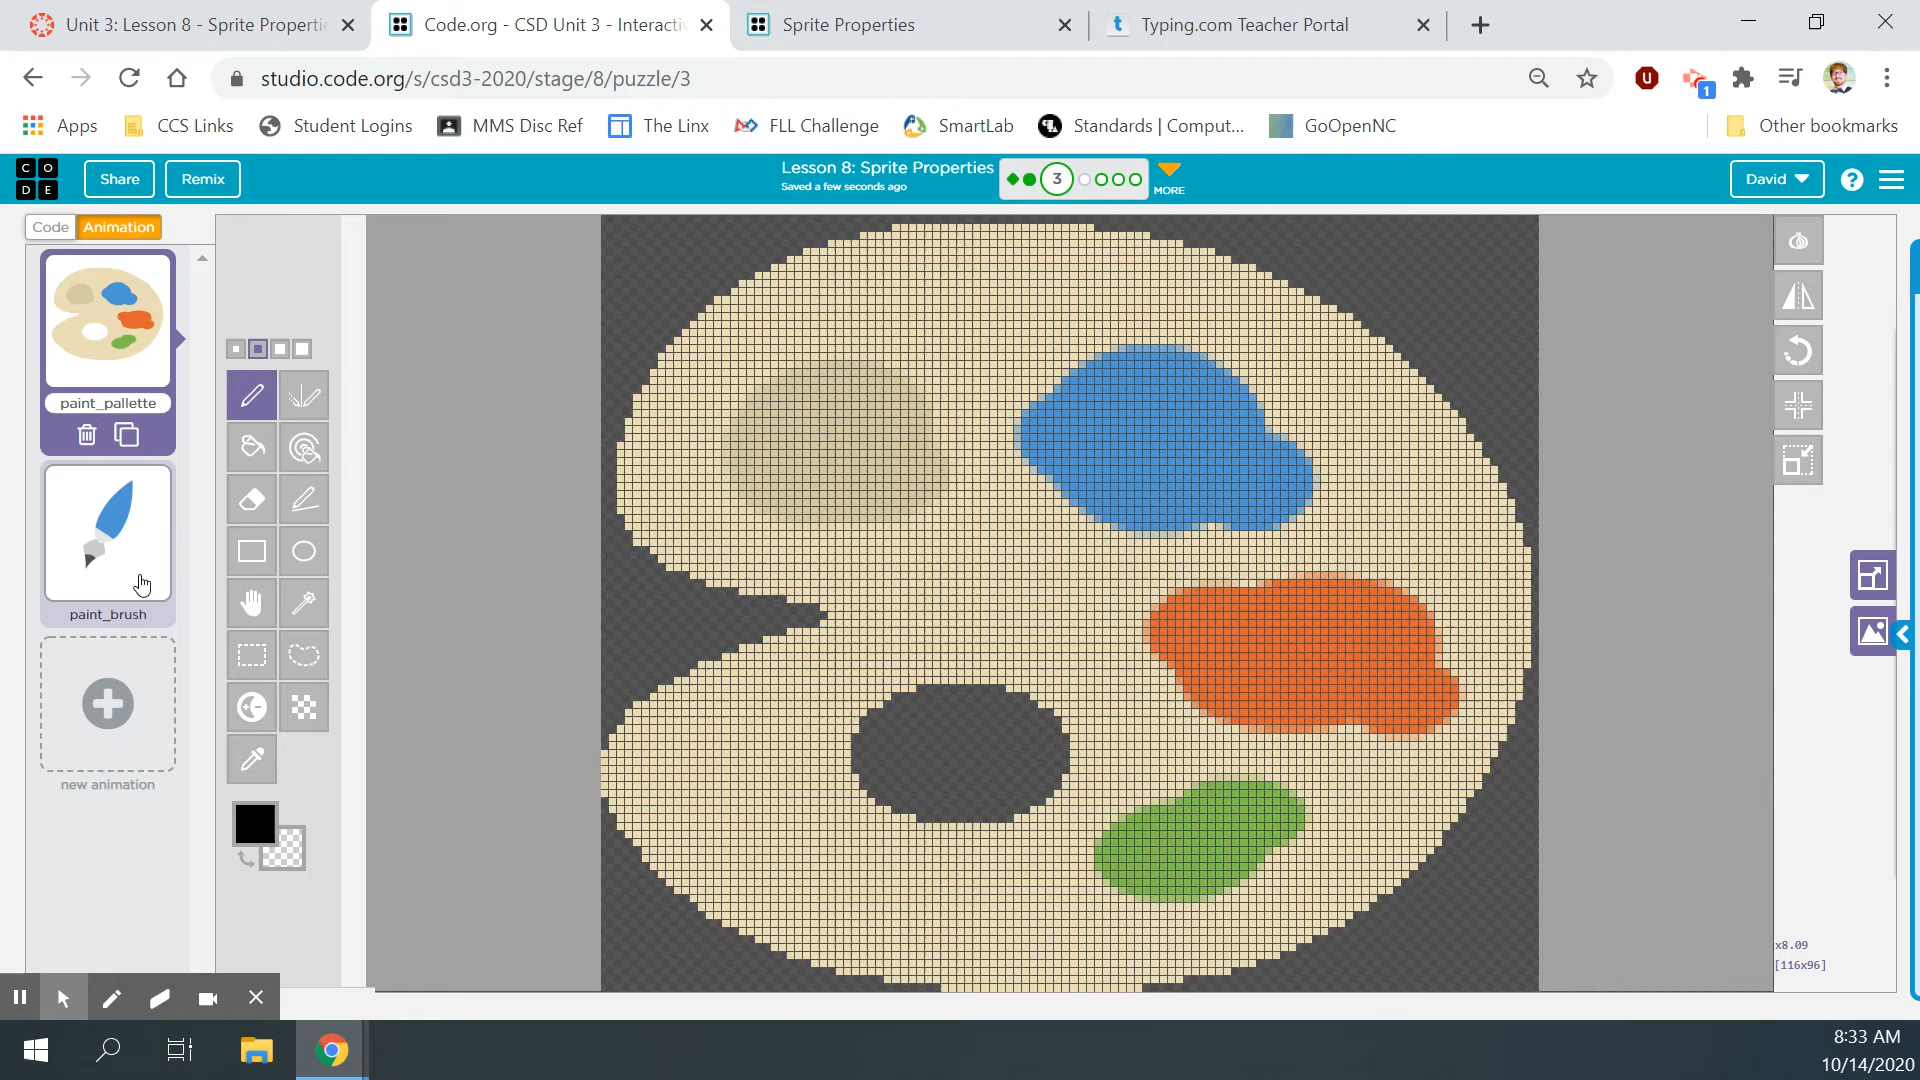 Unit 3: Lesson 8 - Sprite Properti
Code.org - CSD Unit 3 - Interacti
Sprite Properties
t Typing.com Teacher Portal
studio.code.org/s/csd3-2020/stage/8/puzzle/3
U
1
Apps
CCS Links
Student Logins
MMS Disc Ref
The Linx
FLL Challenge
SmartLab
Standards | Comput...
GoOpenNC
Other bookmarks
C O
D E
Share
Remix
Lesson 8: Sprite Properties
Saved a few seconds ago
3
MORE
David
?
Code
Animation
paint_pallette
paint_brush
new animation
x8.09
[116x96]
8:33 AM
10/14/2020